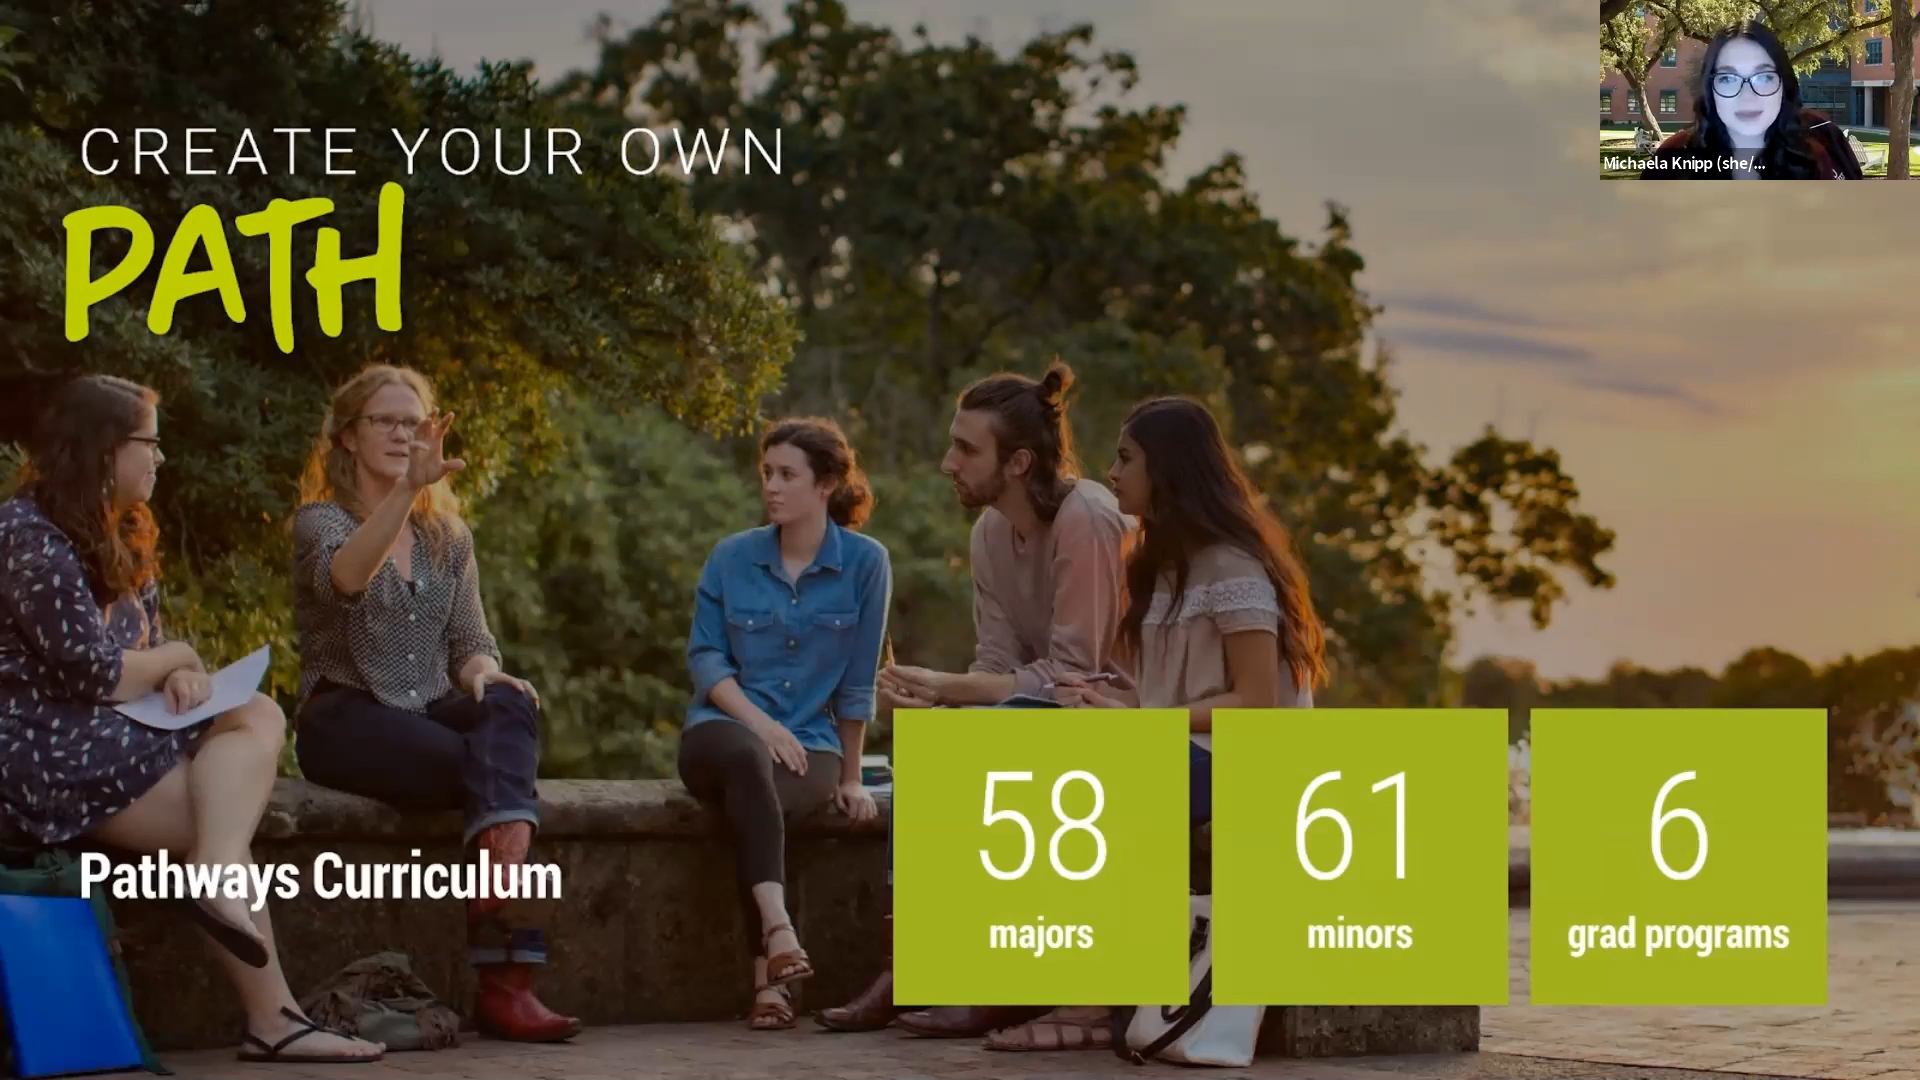 CREATE YOUR OWN
PATH
Michaela Knipp (she/...
Pathways Curriculum
58
majors
61
minors
6
grad programs